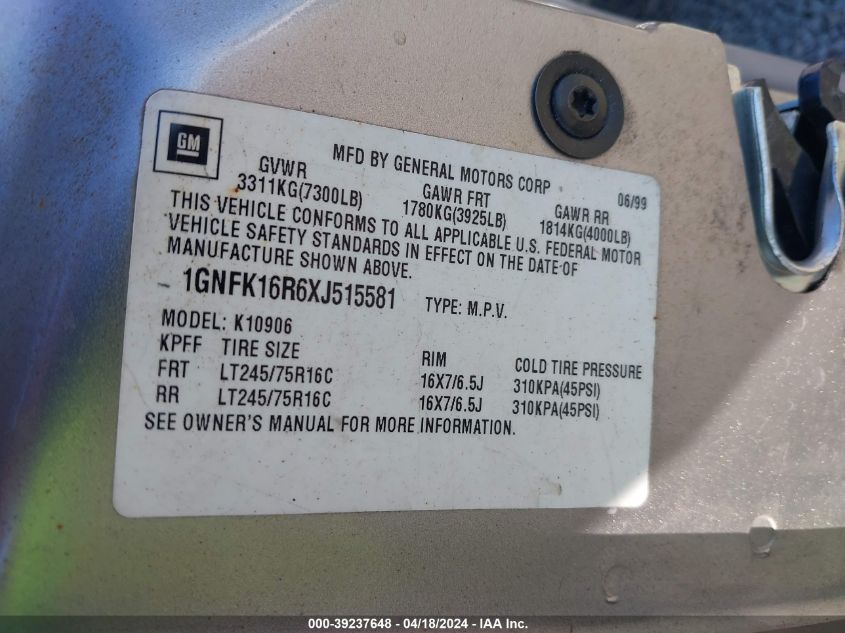 GM
MFD BY GENERAL MOTORS CORP 06/99
GVWR GAWR FRT GAWR RR
3311KG(7300LB) 1780KG(3925LB) 1814KG(4000LB)
THIS VEHICLE CONFORMS TO ALL APPLICABLE U.S. FEDERAL MOTOR
VEHICLE SAFETY STANDARDS IN EFFECT ON THE DATE OF
MANUFACTURE SHOWN ABOVE.
1GNFK16R6XJ515581 TYPE: M.P.V.
MODEL: K10906
KPFF TIRE SIZE RIM COLD TIRE PRESSURE
FRT LT245/75R16C 16X7/6.5J 310KPA(45PSI)
RR LT245/75R16C 16X7/6.5J 310KPA(45PSI)
SEE OWNER'S MANUAL FOR MORE INFORMATION.
000-39237648 - 04/18/2024 - IAA Inc.